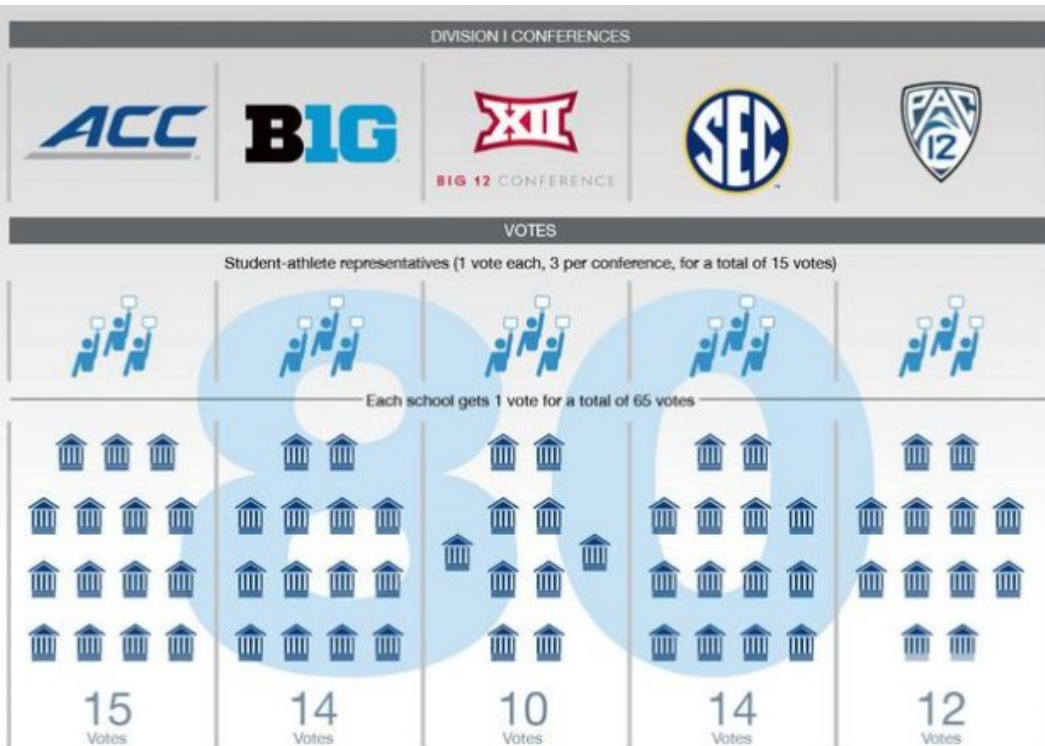 DIVISION I CONFERENCES
ACC
B1G
XII
BIG 12 CONFERENCE
SEC
PAC
12
VOTES
Student-athlete representatives (1 vote each, 3 per conference, for a total of 15 votes)
80
Each school gets 1 vote for a total of 65 votes
15 14 10 14 12
Votes Votes Votes Votes Votes